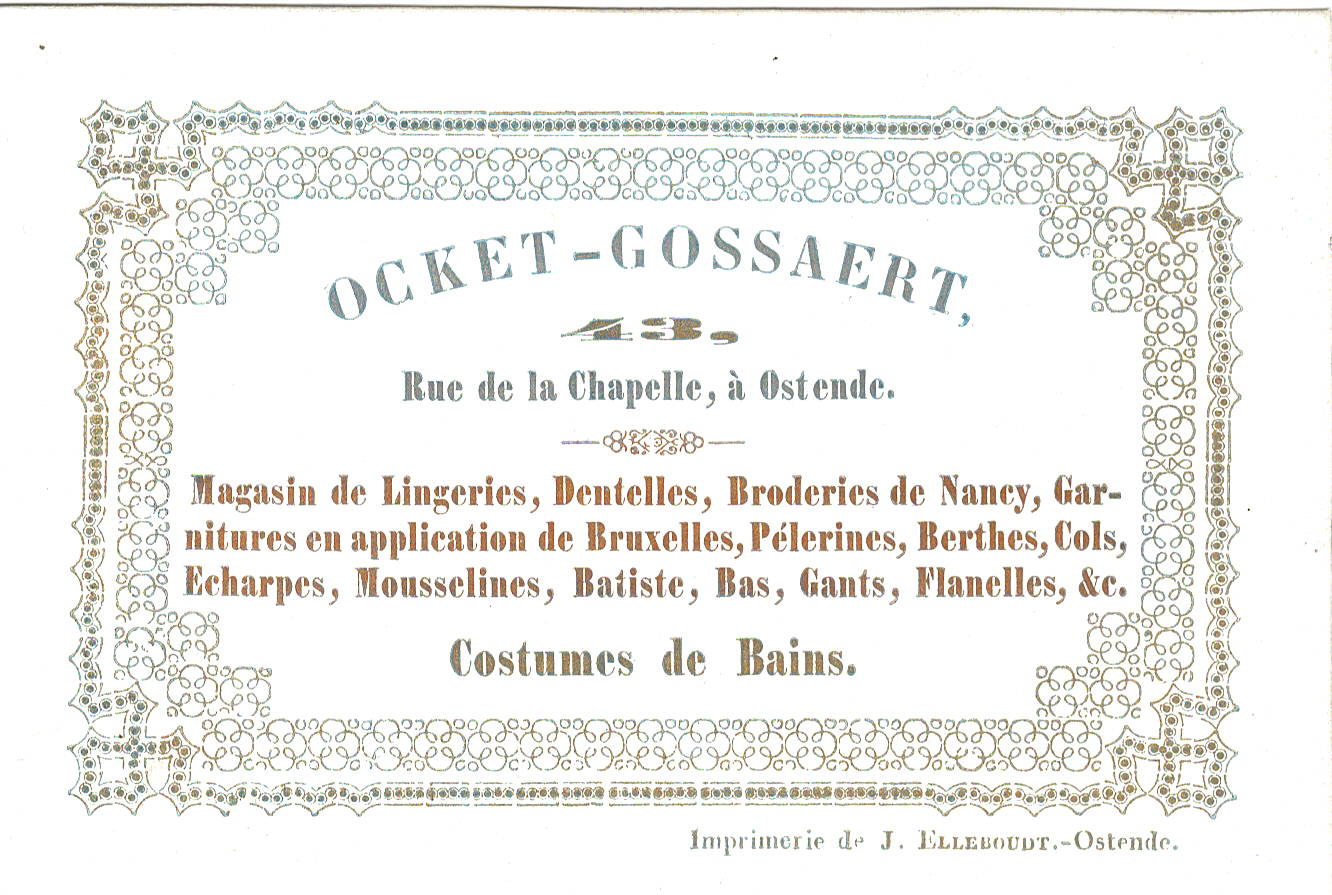 OCKET-GOSSAERT,
43,
Rue de la Chapelle, à Ostende.
Magasin de Lingeries, Dentelles, Broderies de Nancy, Gar-
nitures en application de Bruxelles, Pélerines, Berthes, Cols,
Echarpes, Mousselines, Batiste, Bas, Gants, Flanelles, &c.
Costumes de Bains.
Imprimerie de J. ELLEBOUDT.-Ostende.